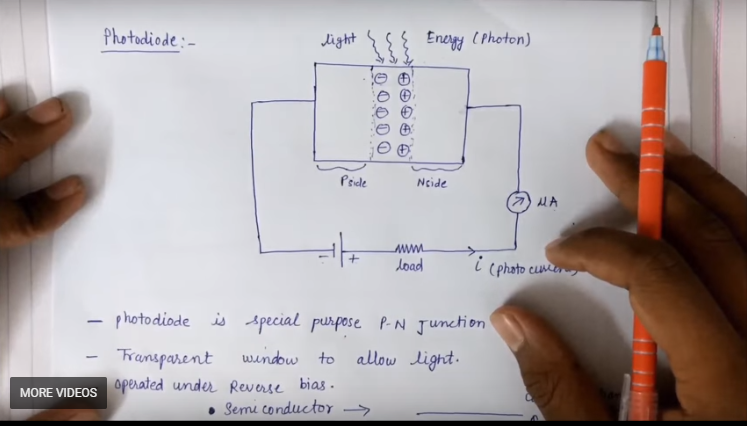 Photodiode:-
light Energy (Photon)
Pside Nside
μA
- +
load
i (photo current)
– photodiode is special purpose P-N Junction
– Transparent window to allow light.
operated under Reverse bias.
MORE VIDEOS
• Semiconductor →